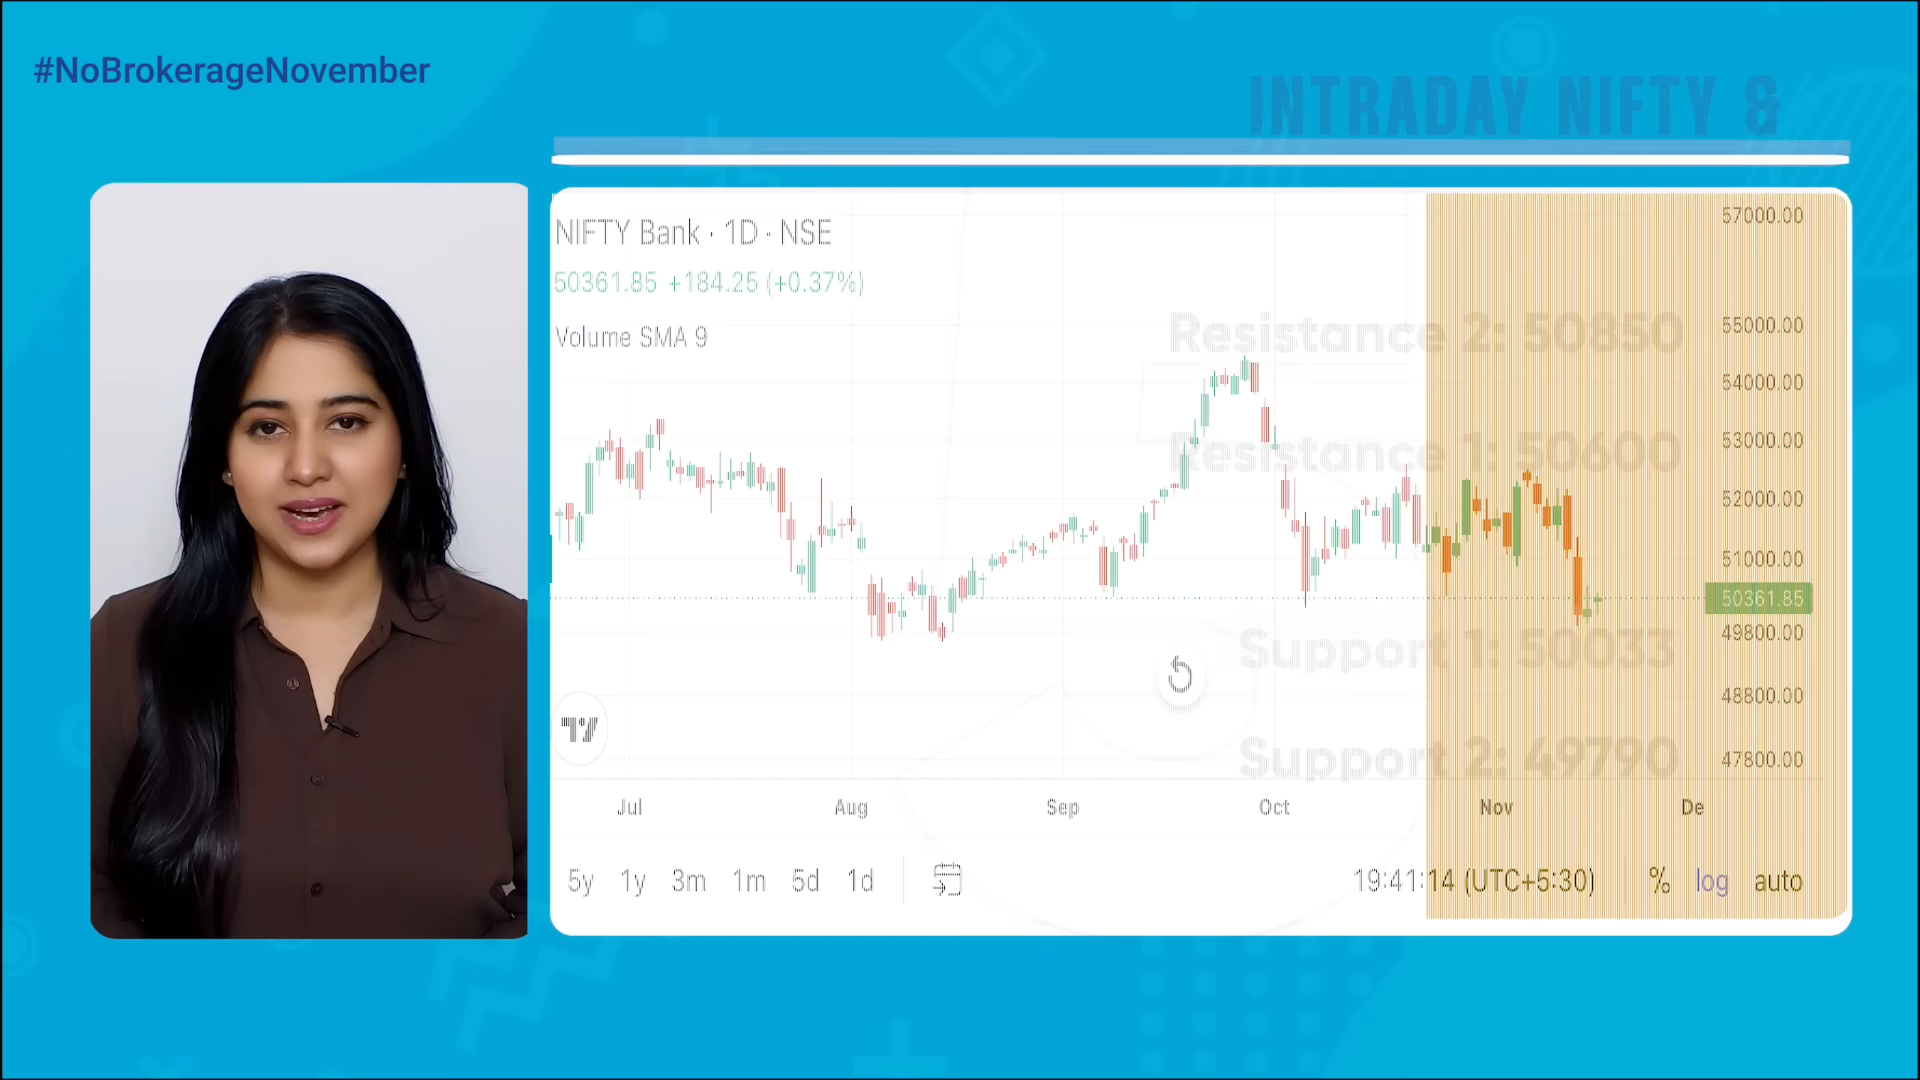 #NoBrokerageNovember
INTRADAY NIFTY &
NIFTY Bank · 1D · NSE
50361.85 +184.25 (+0.37%)
Volume SMA 9
57000.00
55000.00
54000.00
53000.00
52000.00
51000.00
50361.85
49800.00
48800.00
47800.00
Resistance 2: 50850
Resistance 1: 50600
Support 1: 50033
Support 2: 49790
Jul Aug Sep Oct Nov De
5y 1y 3m 1m 5d 1d 19:41:14 (UTC+5:30) % log auto